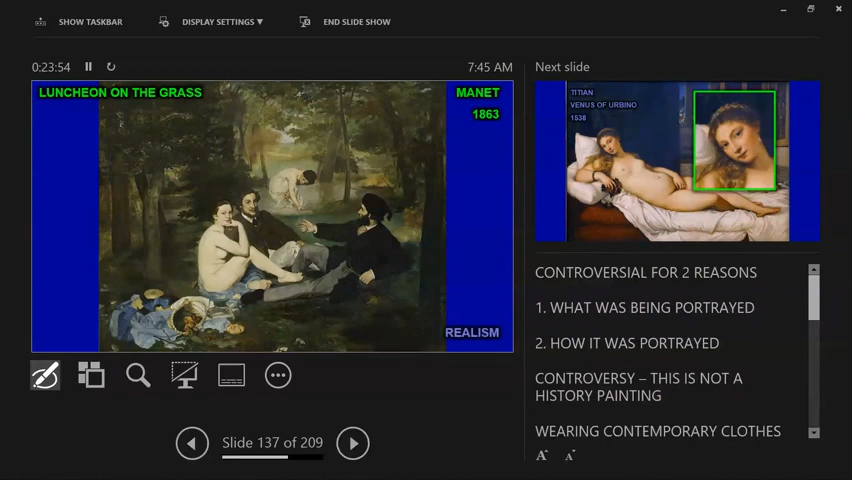 SHOW TASKBAR
DISPLAY SETTINGS ▼
END SLIDE SHOW
0:23:54
7:45 AM
LUNCHEON ON THE GRASS
MANET
1863
REALISM
Slide 137 of 209
Next slide
TITIAN
VENUS OF URBINO
1538
CONTROVERSIAL FOR 2 REASONS
1. WHAT WAS BEING PORTRAYED
2. HOW IT WAS PORTRAYED
CONTROVERSY – THIS IS NOT A
HISTORY PAINTING
WEARING CONTEMPORARY CLOTHES
A A